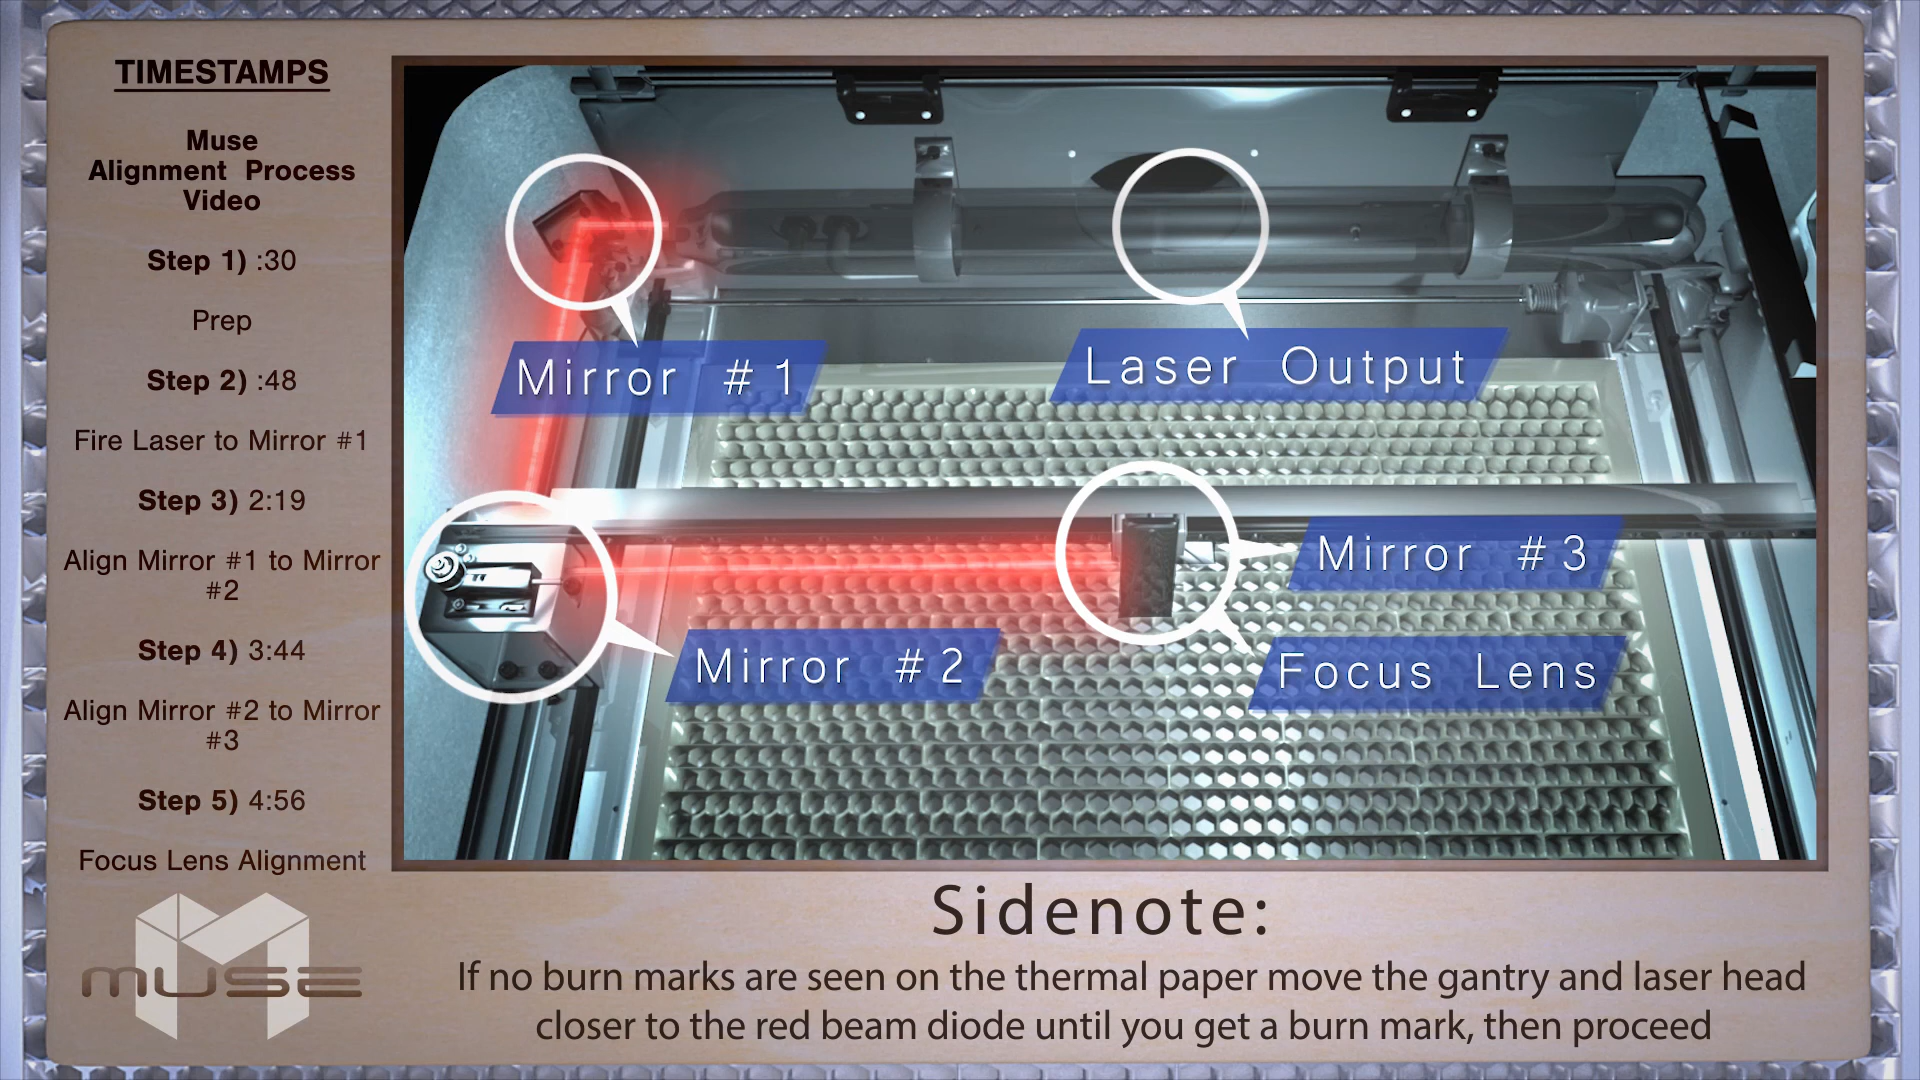 TIMESTAMPS
Muse
Alignment Process
Video
Step 1) :30
Prep
Step 2) :48
Fire Laser to Mirror #1
Step 3) 2:19
Align Mirror #1 to Mirror
#2
Step 4) 3:44
Align Mirror #2 to Mirror
#3
Step 5) 4:56
Focus Lens Alignment
MUSE
Mirror #1
Laser Output
Mirror #3
Mirror #2
Focus Lens
Sidenote:
If no burn marks are seen on the thermal paper move the gantry and laser head
closer to the red beam diode until you get a burn mark, then proceed